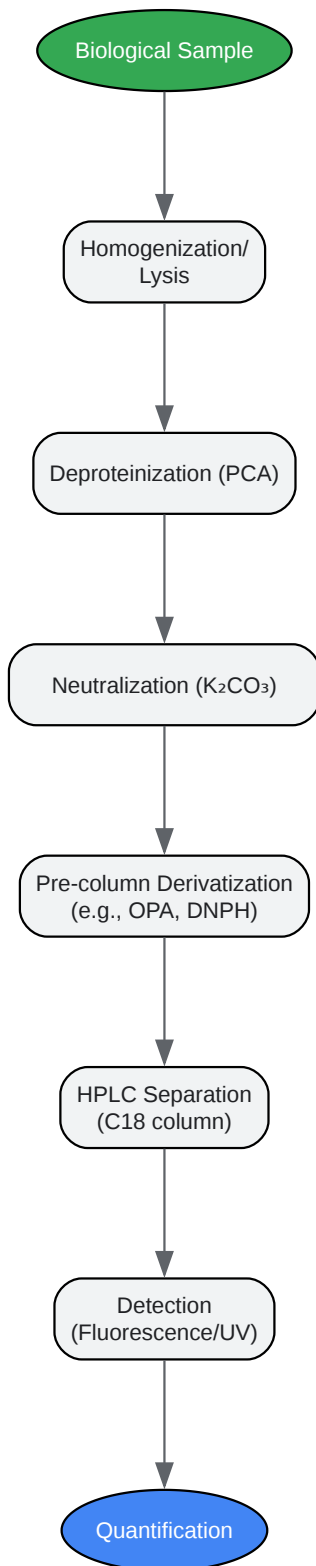 Biological Sample
Homogenization/
Lysis
Deproteinization (PCA)
Neutralization (K₂CO₃)
Pre-column Derivatization
(e.g., OPA, DNPH)
HPLC Separation
(C18 column)
Detection
(Fluorescence/UV)
Quantification